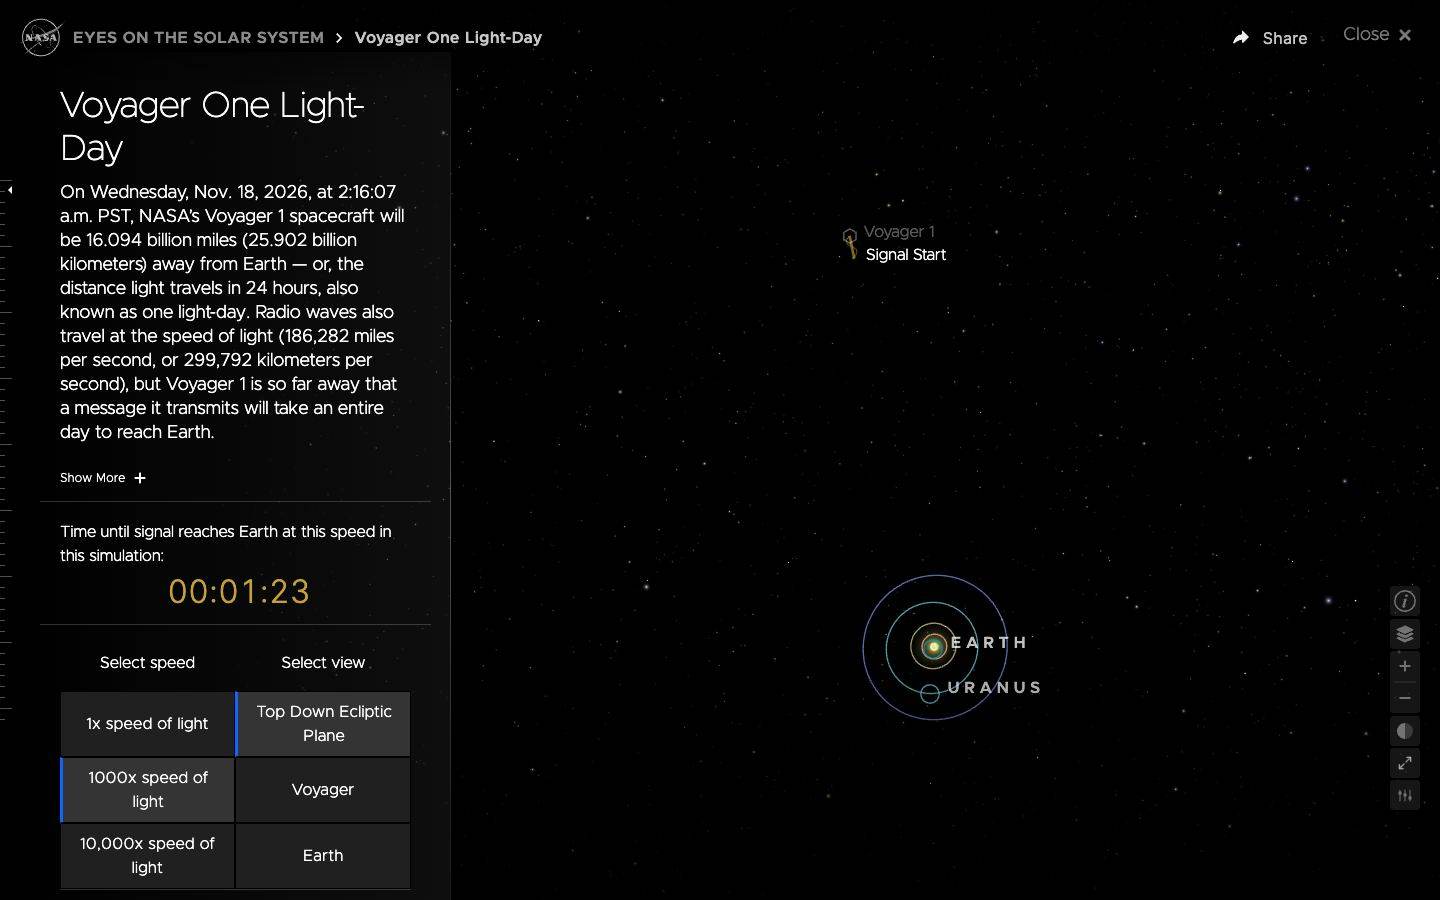 NASA
EYES ON THE SOLAR SYSTEM > Voyager One Light-Day
Share
Close ×
Voyager One Light-
Day
On Wednesday, Nov. 18, 2026, at 2:16:07
a.m. PST, NASA's Voyager 1 spacecraft will
be 16.094 billion miles (25.902 billion
kilometers) away from Earth — or, the
distance light travels in 24 hours, also
known as one light-day. Radio waves also
travel at the speed of light (186,282 miles
per second, or 299,792 kilometers per
second), but Voyager 1 is so far away that
a message it transmits will take an entire
day to reach Earth.
Show More +
Time until signal reaches Earth at this speed in
this simulation:
00:01:23
Select speed
Select view
1x speed of light
Top Down Ecliptic
Plane
1000x speed of
light
Voyager
10,000x speed of
light
Earth
Voyager 1
Signal Start
EARTH
URANUS